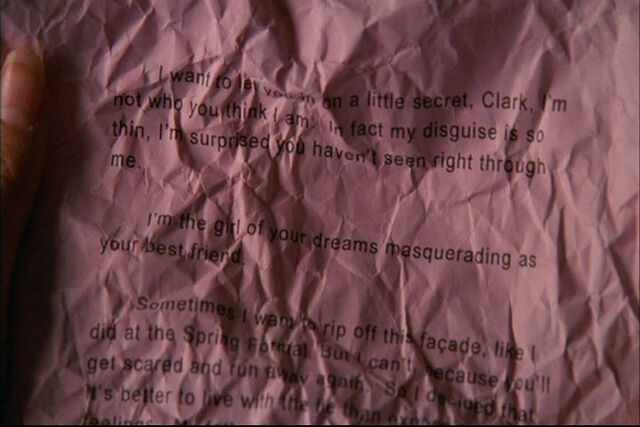 I want to let you in on a little secret, Clark, I'm
not who you think I am. In fact my disguise is so
thin, I'm surprised you haven't seen right through
me.
I'm the girl of your dreams masquerading as
your best friend.
Sometimes I want to rip off this façade, like I
did at the Spring Formal. But I can't, because you'll
get scared and run away again. So I decided that
it's better to live with the lie than expose
feelings.